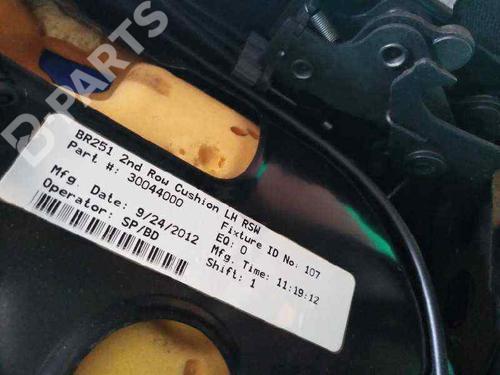 B-PARTS
BR251 2nd Row Cushion LH RSW
Part #: 30044000
Fixture ID No: 107
EQ: 0
Mfg. Date: 9/24/2012
Mfg. Time: 11:19:12
Operator: SP/BD
Shift: 1